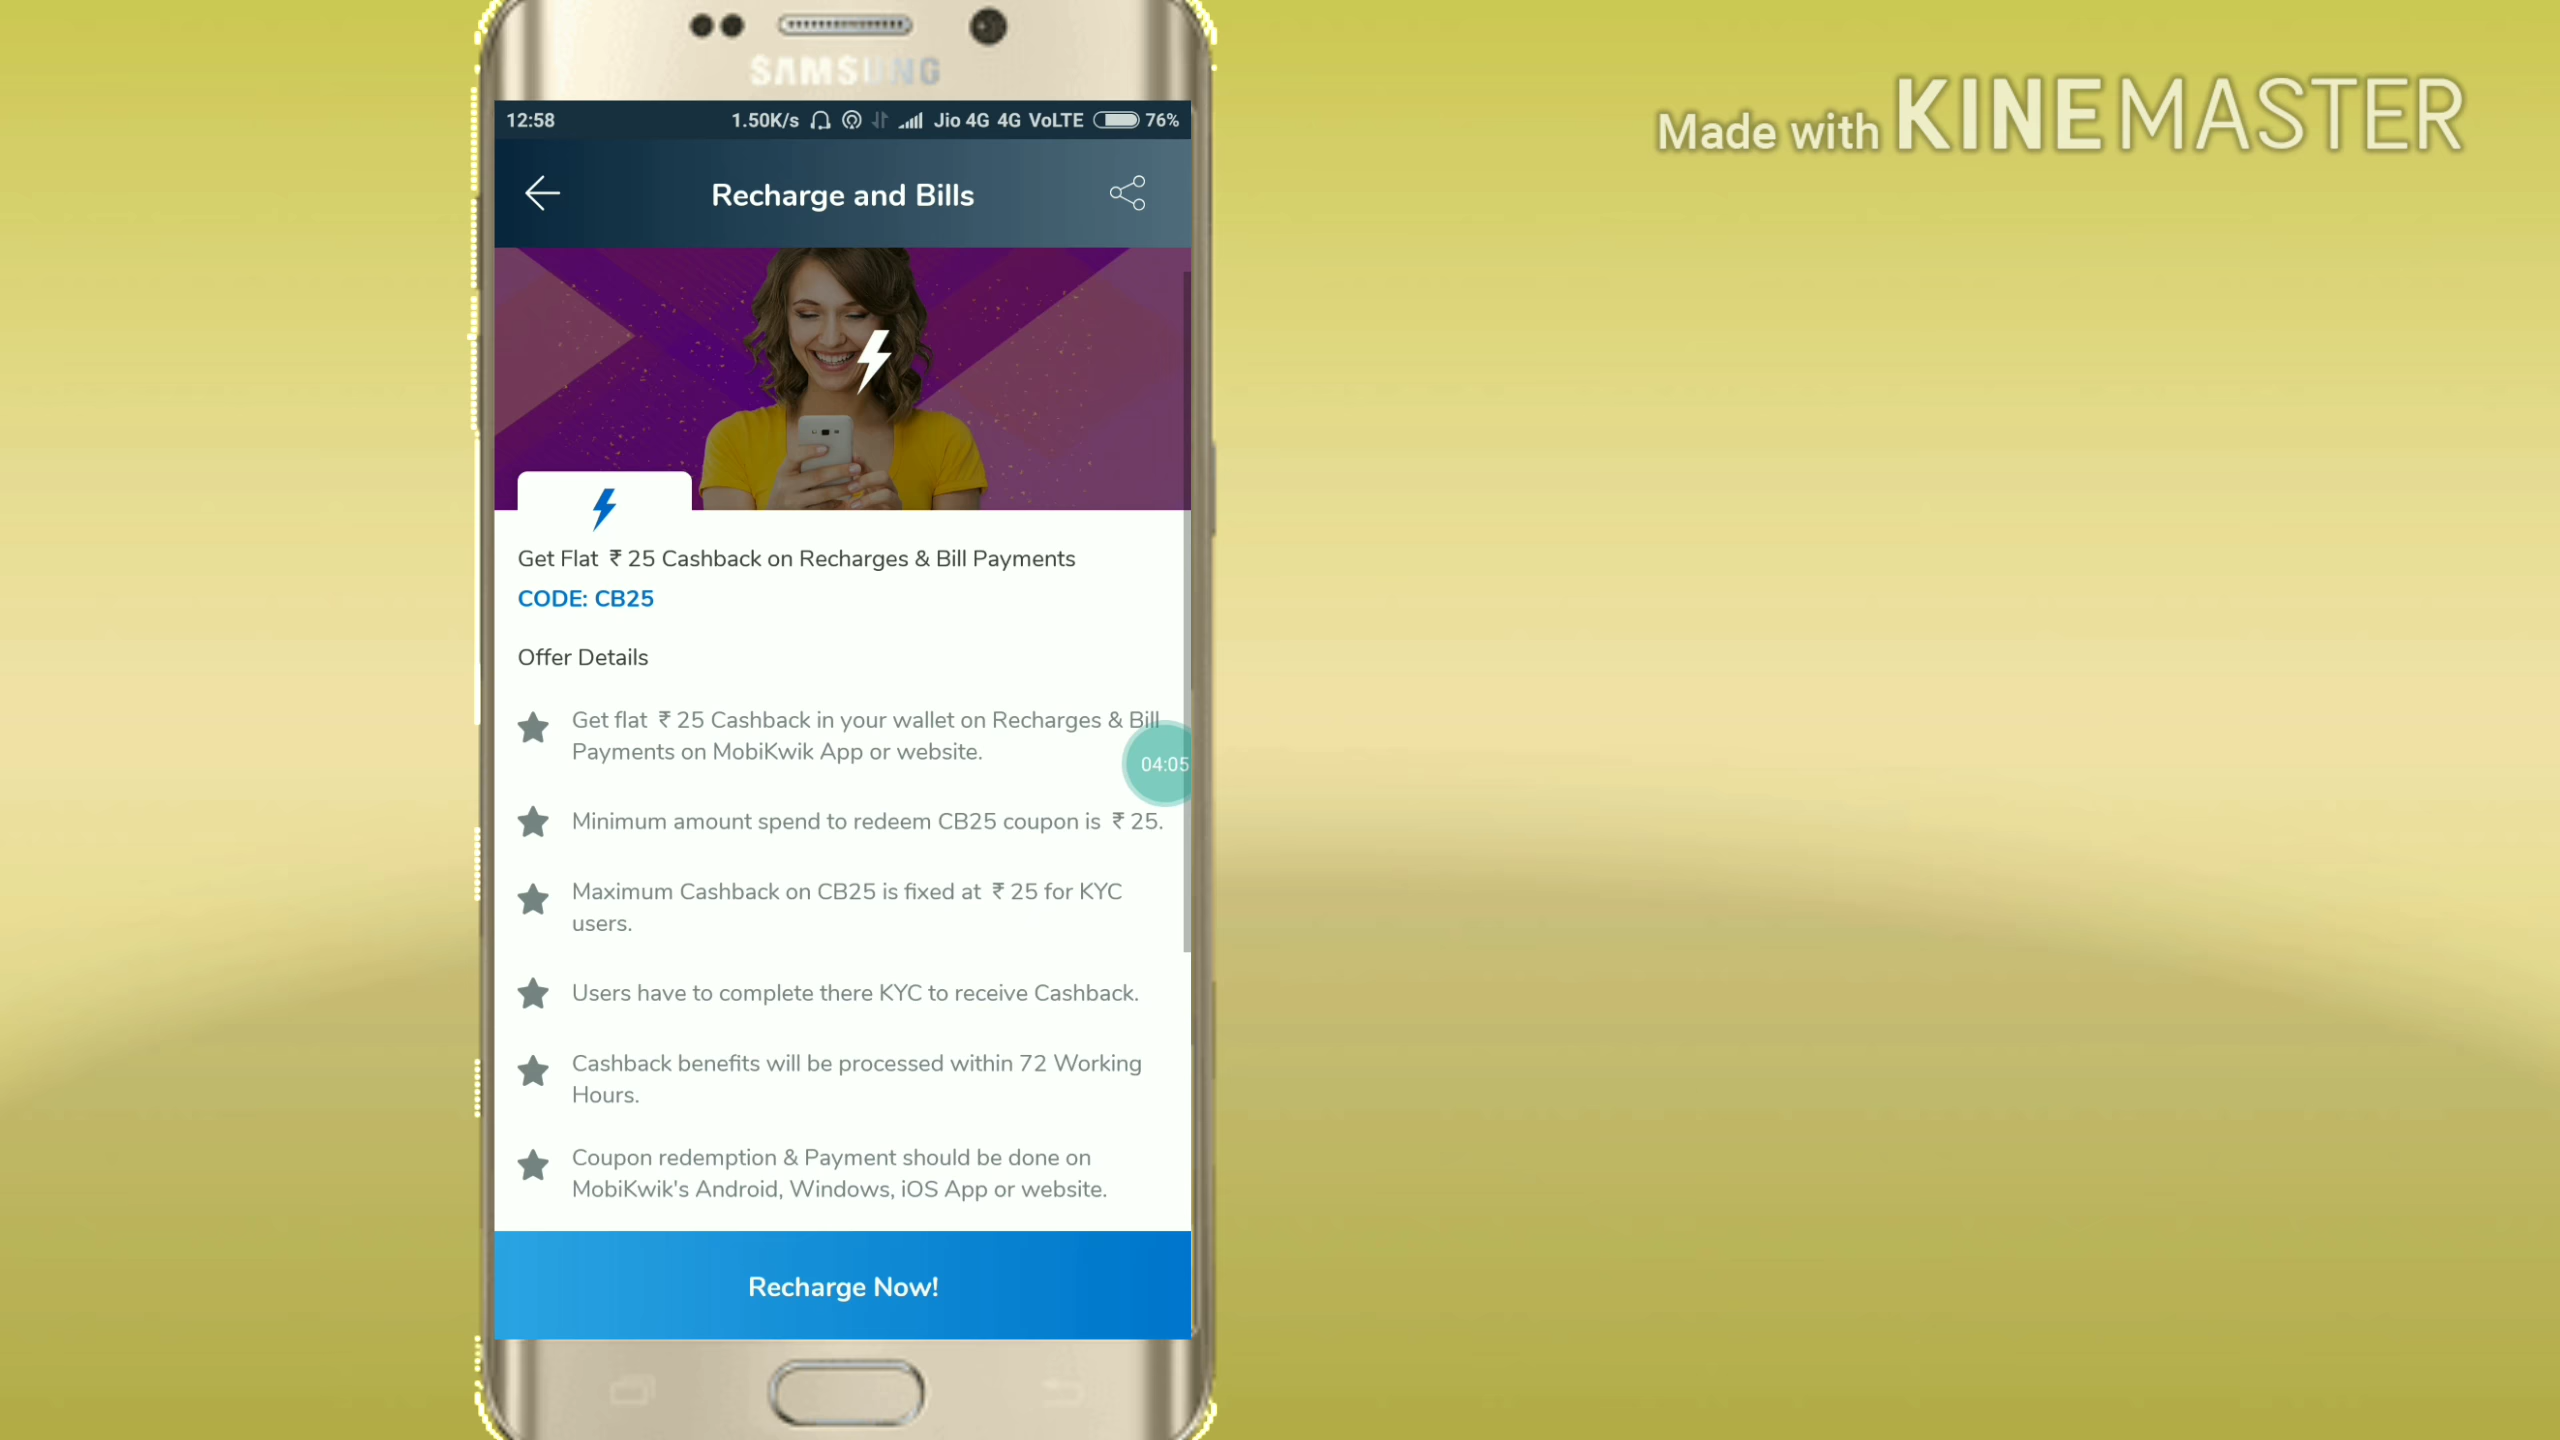 Made with KINEMASTER
SAMSUNG
12:58 1.50K/s Jio 4G 4G VoLTE 76%
Recharge and Bills
Get Flat ₹ 25 Cashback on Recharges & Bill Payments
CODE: CB25
Offer Details
Get flat ₹ 25 Cashback in your wallet on Recharges & Bill
Payments on MobiKwik App or website.
04:05
Minimum amount spend to redeem CB25 coupon is ₹ 25.
Maximum Cashback on CB25 is fixed at ₹ 25 for KYC
users.
Users have to complete there KYC to receive Cashback.
Cashback benefits will be processed within 72 Working
Hours.
Coupon redemption & Payment should be done on
MobiKwik's Android, Windows, iOS App or website.
Recharge Now!